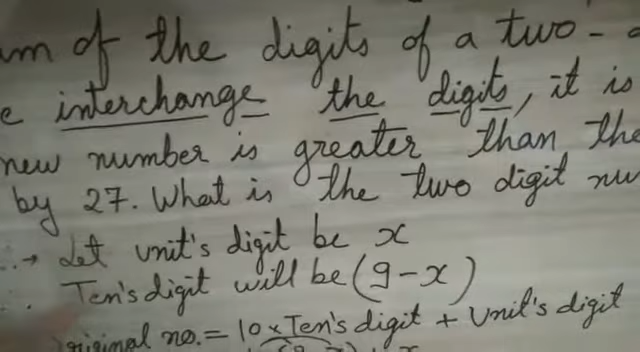 of the digits of a two-
interchange the digits, it is
new number is greater than the
by 27. What is the two digit
∴→ Let unit's digit be x
Ten's digit will be (9-x)
no. = 10 × Ten's digit + Unit's digit